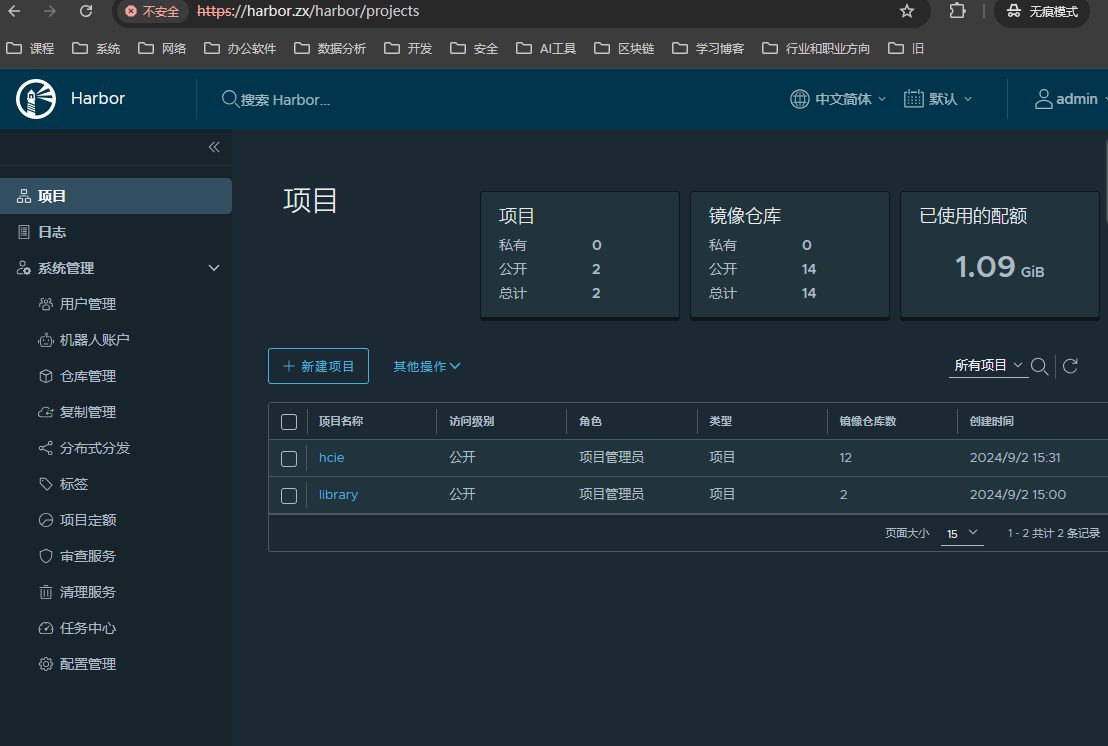 不安全 https://harbor.zx/harbor/projects 无痕模式
课程 系统 网络 办公软件 数据分析 开发 安全 AI工具 区块链 学习博客 行业和职业方向 旧
Harbor 搜索 Harbor... 中文简体 默认 admin
项目
日志
系统管理
用户管理
机器人账户
仓库管理
复制管理
分布式分发
标签
项目定额
审查服务
清理服务
任务中心
配置管理
项目
项目
私有 0
公开 2
总计 2
镜像仓库
私有 0
公开 14
总计 14
已使用的配额
1.09 GiB
+ 新建项目 其他操作 所有项目
项目名称 访问级别 角色 类型 镜像仓库数 创建时间
hcie 公开 项目管理员 项目 12 2024/9/2 15:31
library 公开 项目管理员 项目 2 2024/9/2 15:00
页面大小 15 1 - 2 共计 2 条记录